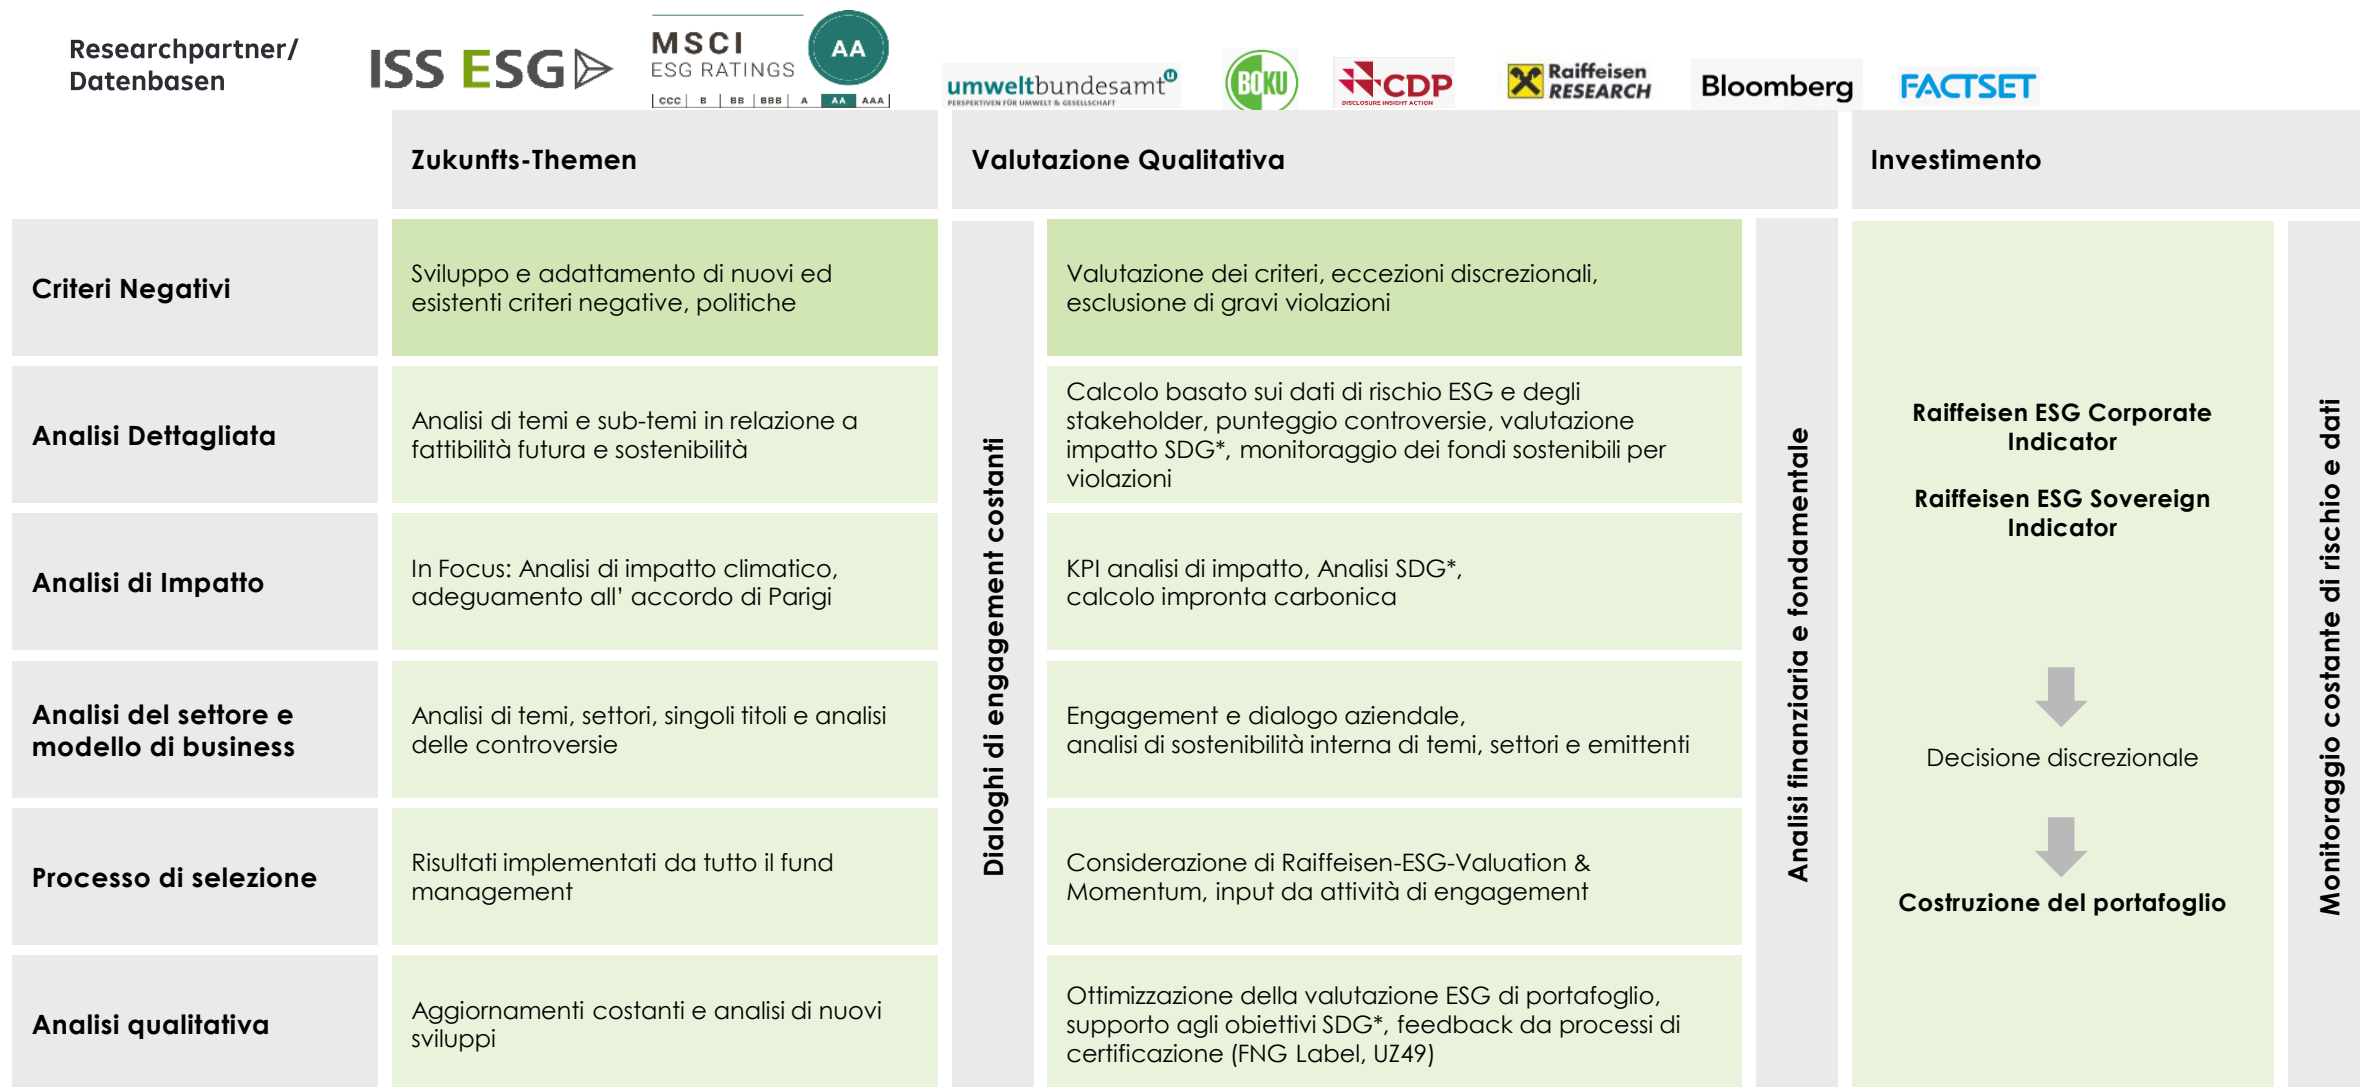 Researchpartner/
Datenbasen
ISS ESG
MSCI
ESG RATINGS
AA
CCC B BB BBB A AA AAA
umweltbundesamt
PERSPEKTIVEN FÜR UMWELT & GESELLSCHAFT
BOKU
CDP
DISCLOSURE INSIGHT ACTION
Raiffeisen
RESEARCH
Bloomberg
FACTSET
Zukunfts-Themen
Valutazione Qualitativa
Investimento
Criteri Negativi
Sviluppo e adattamento di nuovi ed
esistenti criteri negative, politiche
Valutazione dei criteri, eccezioni discrezionali,
esclusione di gravi violazioni
Analisi Dettagliata
Analisi di temi e sub-temi in relazione a
fattibilità futura e sostenibilità
Calcolo basato sui dati di rischio ESG e degli
stakeholder, punteggio controversie, valutazione
impatto SDG*, monitoraggio dei fondi sostenibili per
violazioni
Analisi di Impatto
In Focus: Analisi di impatto climatico,
adeguamento all' accordo di Parigi
KPI analisi di impatto, Analisi SDG*,
calcolo impronta carbonica
Analisi del settore e
modello di business
Analisi di temi, settori, singoli titoli e analisi
delle controversie
Engagement e dialogo aziendale,
analisi di sostenibilità interna di temi, settori e emittenti
Processo di selezione
Risultati implementati da tutto il fund
management
Considerazione di Raiffeisen-ESG-Valuation &
Momentum, input da attività di engagement
Analisi qualitativa
Aggiornamenti costanti e analisi di nuovi
sviluppi
Ottimizzazione della valutazione ESG di portafoglio,
supporto agli obiettivi SDG*, feedback da processi di
certificazione (FNG Label, UZ49)
Dialoghi di engagement costanti
Analisi finanziaria e fondamentale
Raiffeisen ESG Corporate
Indicator
Raiffeisen ESG Sovereign
Indicator
Decisione discrezionale
Costruzione del portafoglio
Monitoraggio costante di rischio e dati